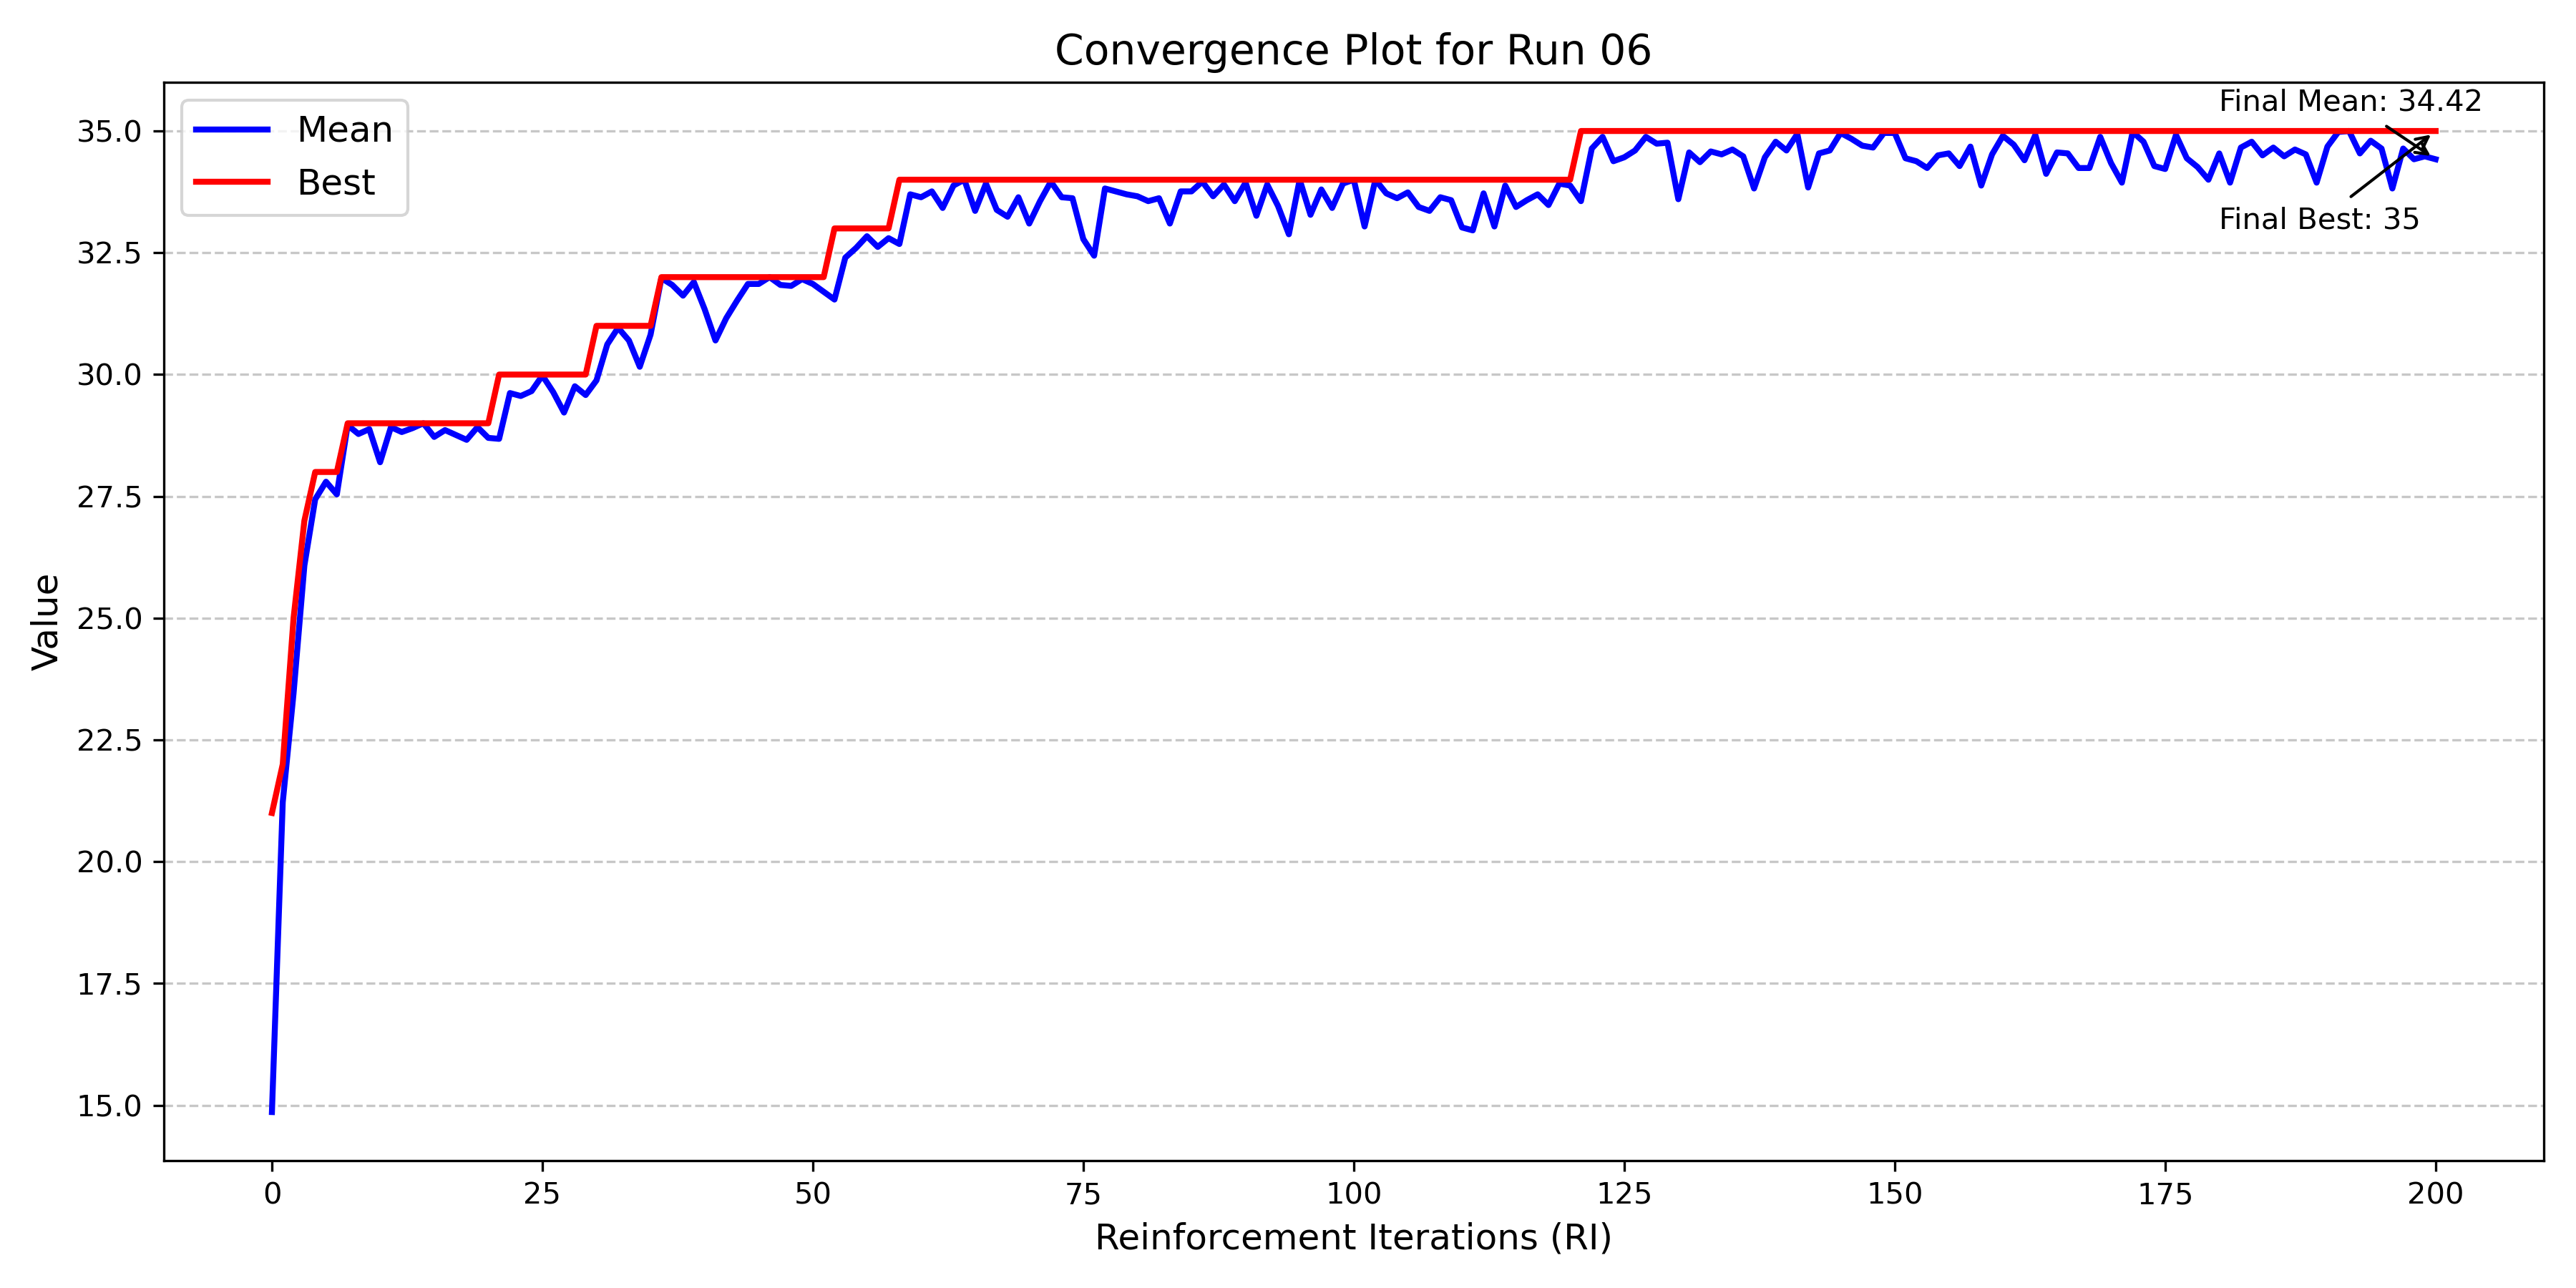 Convergence Plot for Run 06
Mean
Best
Final Mean: 34.42
Final Best: 35
Value
35.0
32.5
30.0
27.5
25.0
22.5
20.0
17.5
15.0
0 25 50 75 100 125 150 175 200
Reinforcement Iterations (RI)